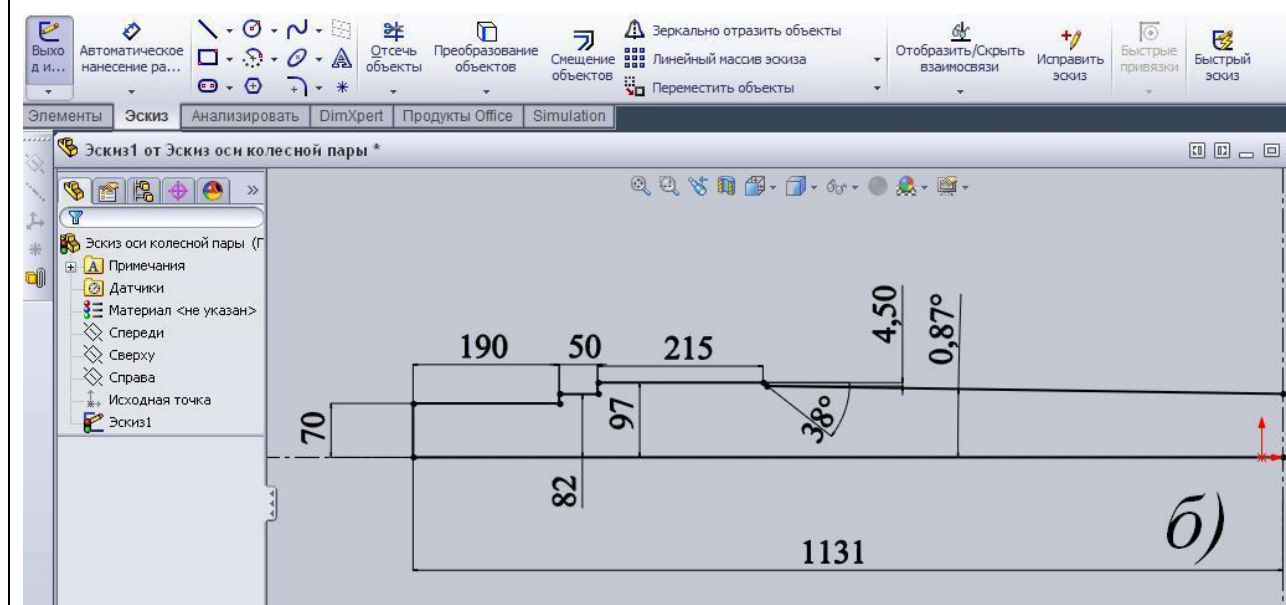 Выхо
д и...
Автоматическое
нанесение ра...
Отсечь
объекты
Преобразование
объектов
Смещение
объектов
Зеркально отразить объекты
Линейный массив эскиза
Переместить объекты
Отобразить/Скрыть
взаимосвязи
Исправить
эскиз
Быстрые
привязки
Быстрый
эскиз
Элементы Эскиз Анализировать DimXpert Продукты Office Simulation
Эскиз1 от Эскиз оси колесной пары *
Эскиз оси колесной пары (Г
Примечания
Датчики
Материал <не указан>
Спереди
Сверху
Справа
Исходная точка
Эскиз1
190 50 215
4,50
0,87°
70
97
38°
82
б)
1131